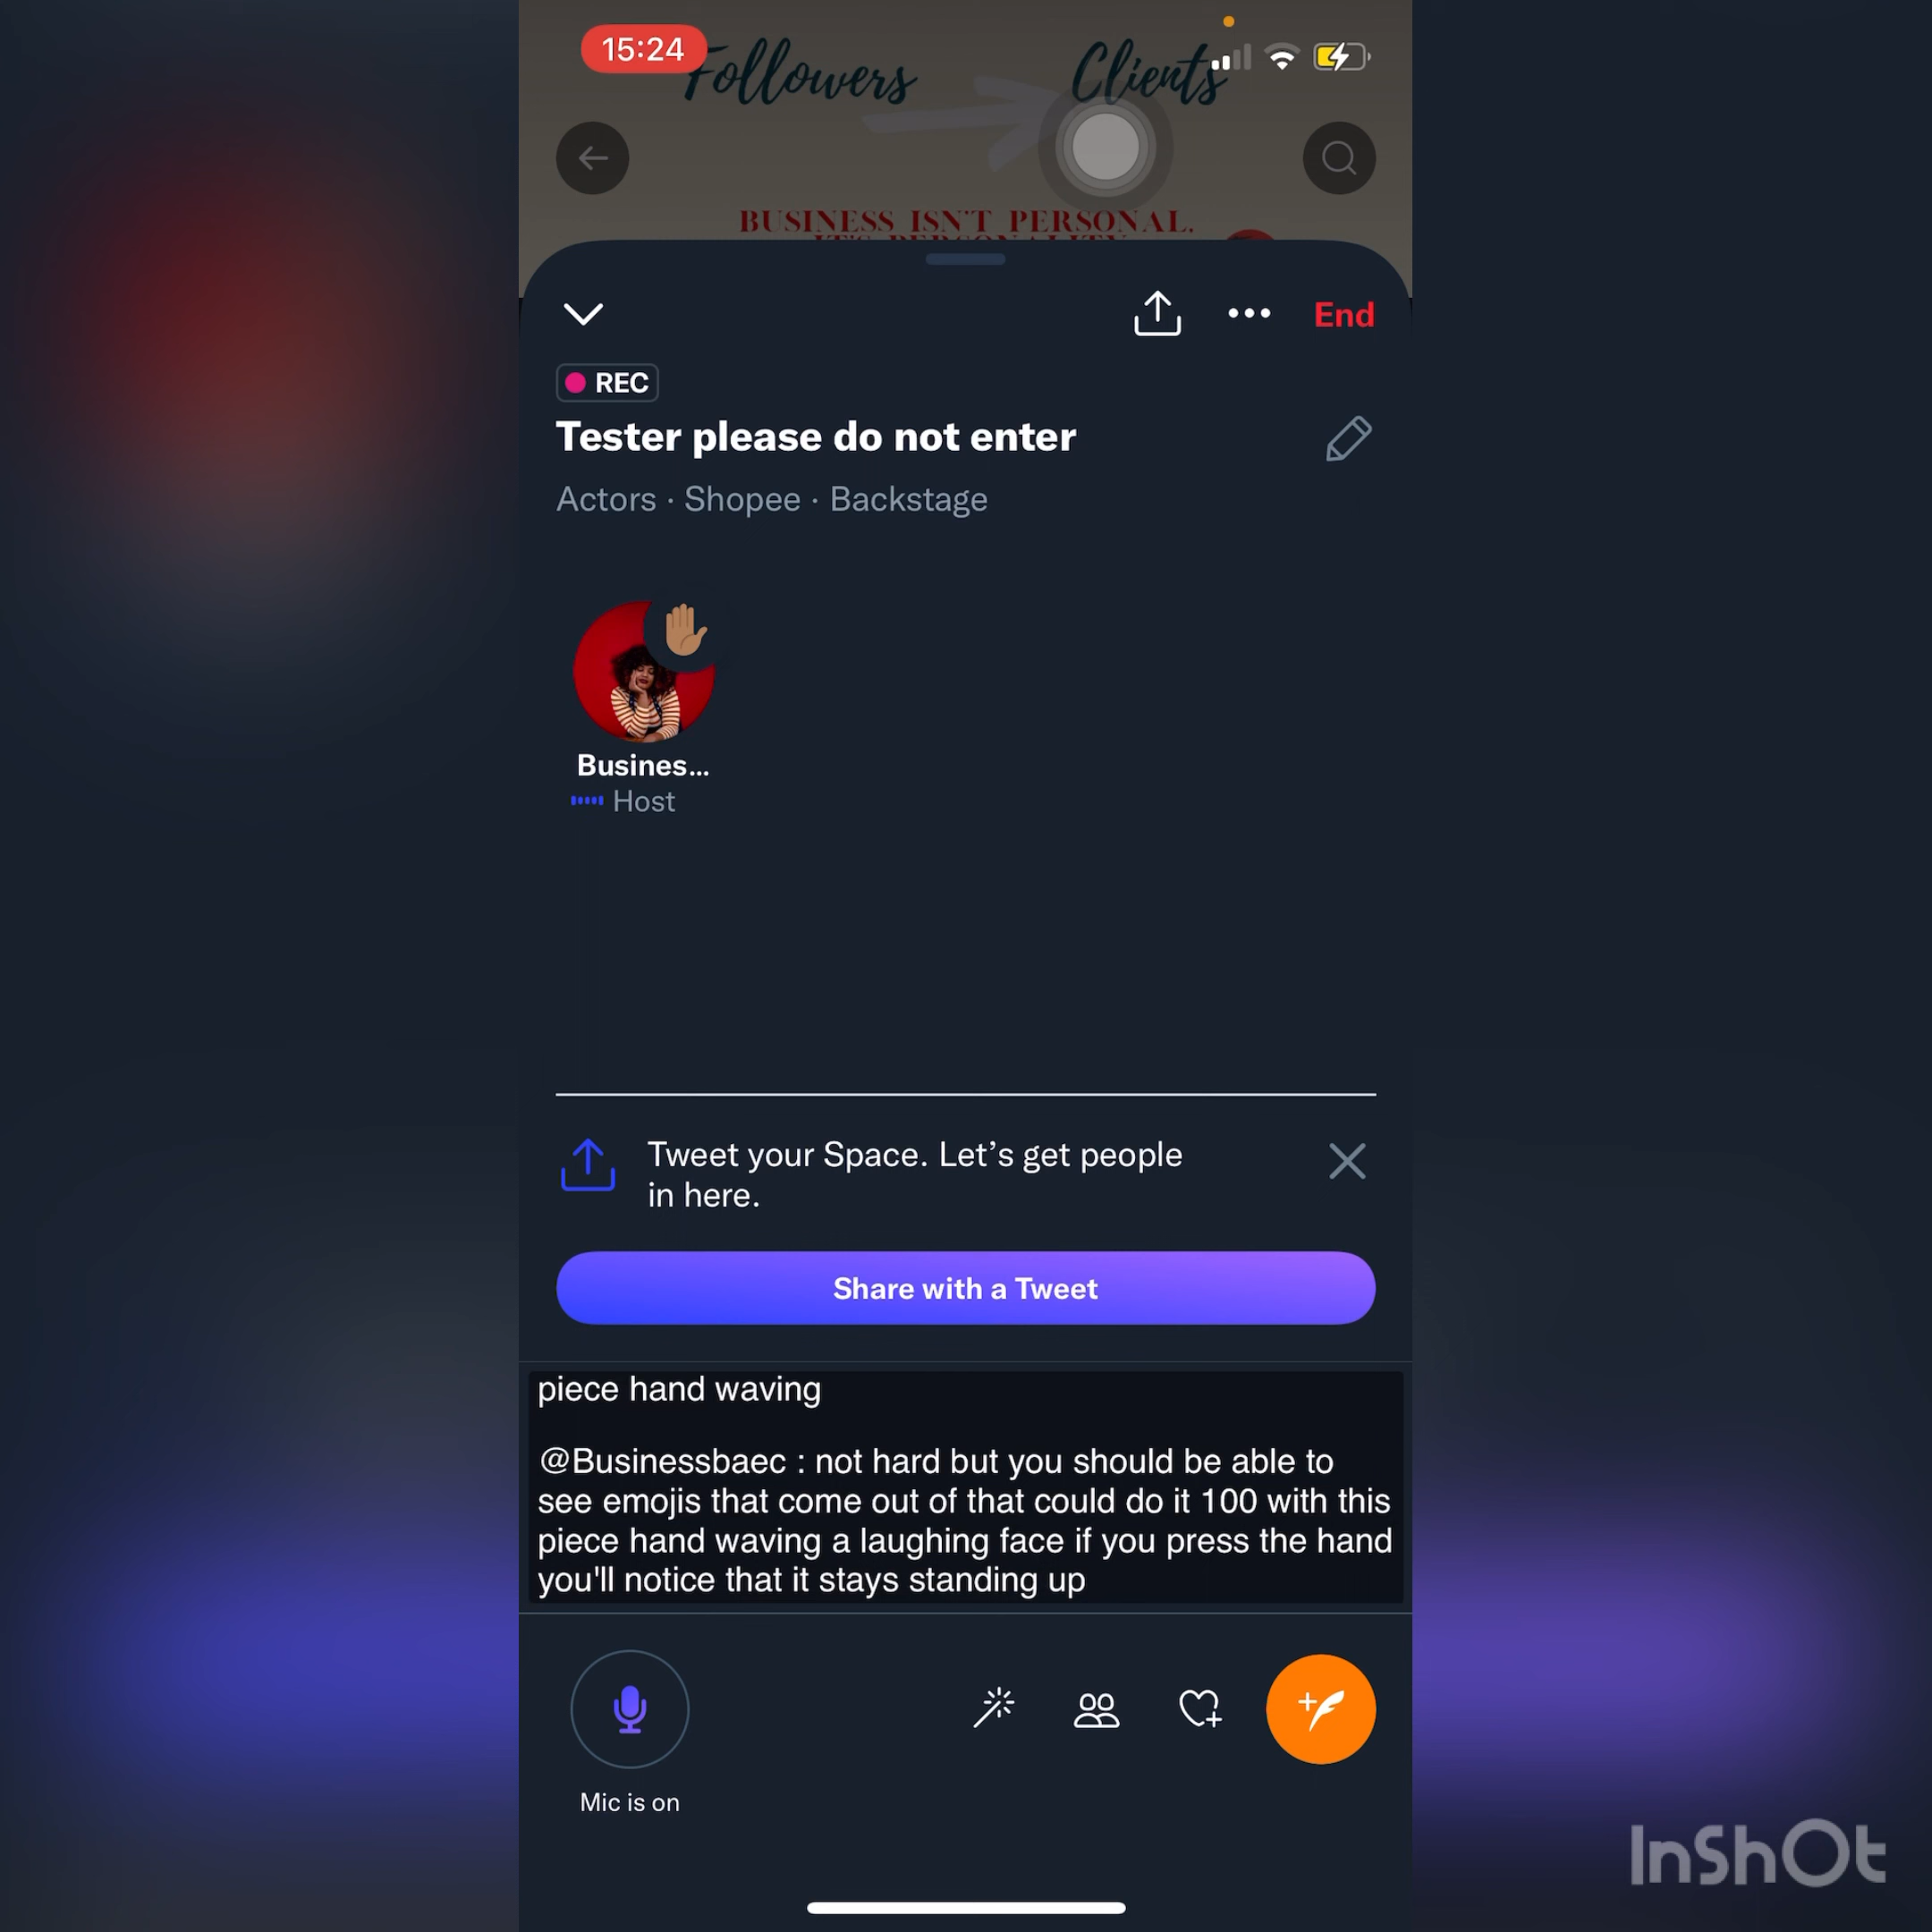 15:24
Followers
Clients
BUSINESS ISN'T PERSONAL.
IT'S PERSONALITY
End
REC
Tester please do not enter
Actors · Shopee · Backstage
Busines...
Host
Tweet your Space. Let’s get people
in here.
Share with a Tweet
piece hand waving
@Businessbaec : not hard but you should be able to
see emojis that come out of that could do it 100 with this
piece hand waving a laughing face if you press the hand
you'll notice that it stays standing up
Mic is on
InShOt